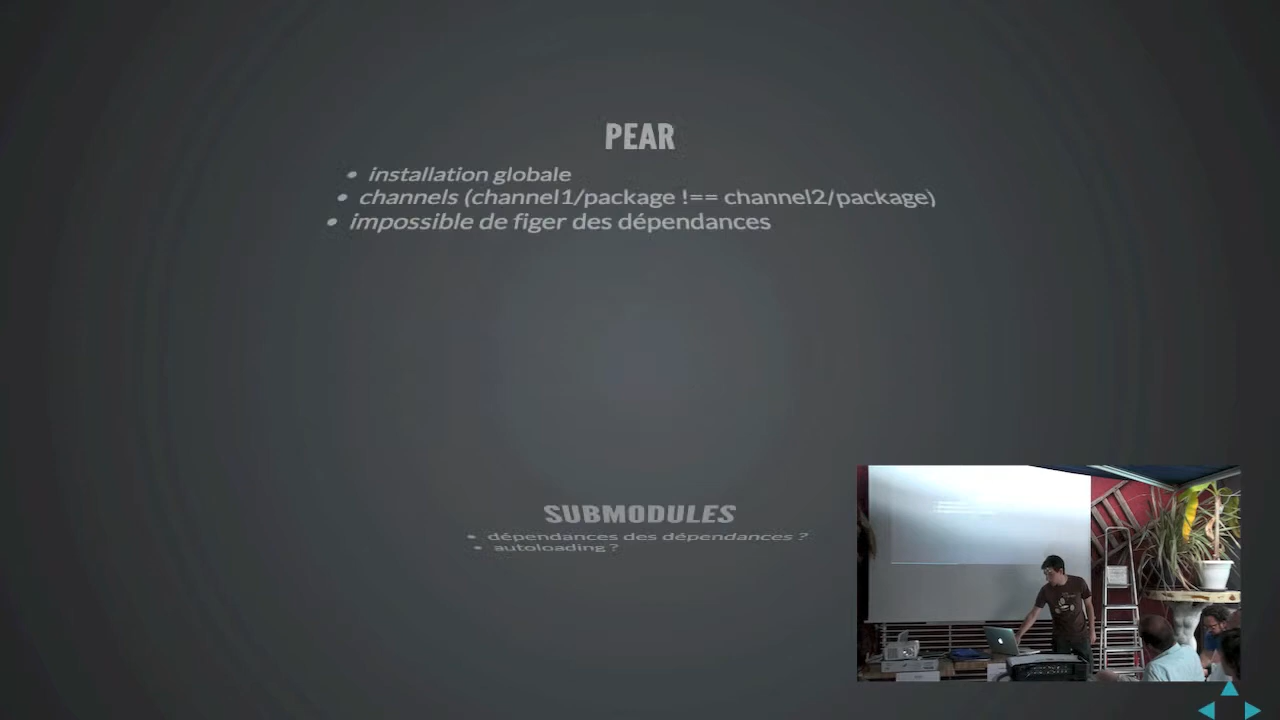 PEAR
• installation globale
• channels (channel1/package !== channel2/package)
• impossible de figer des dépendances
SUBMODULES
• dépendances des dépendances ?
• autoloading ?